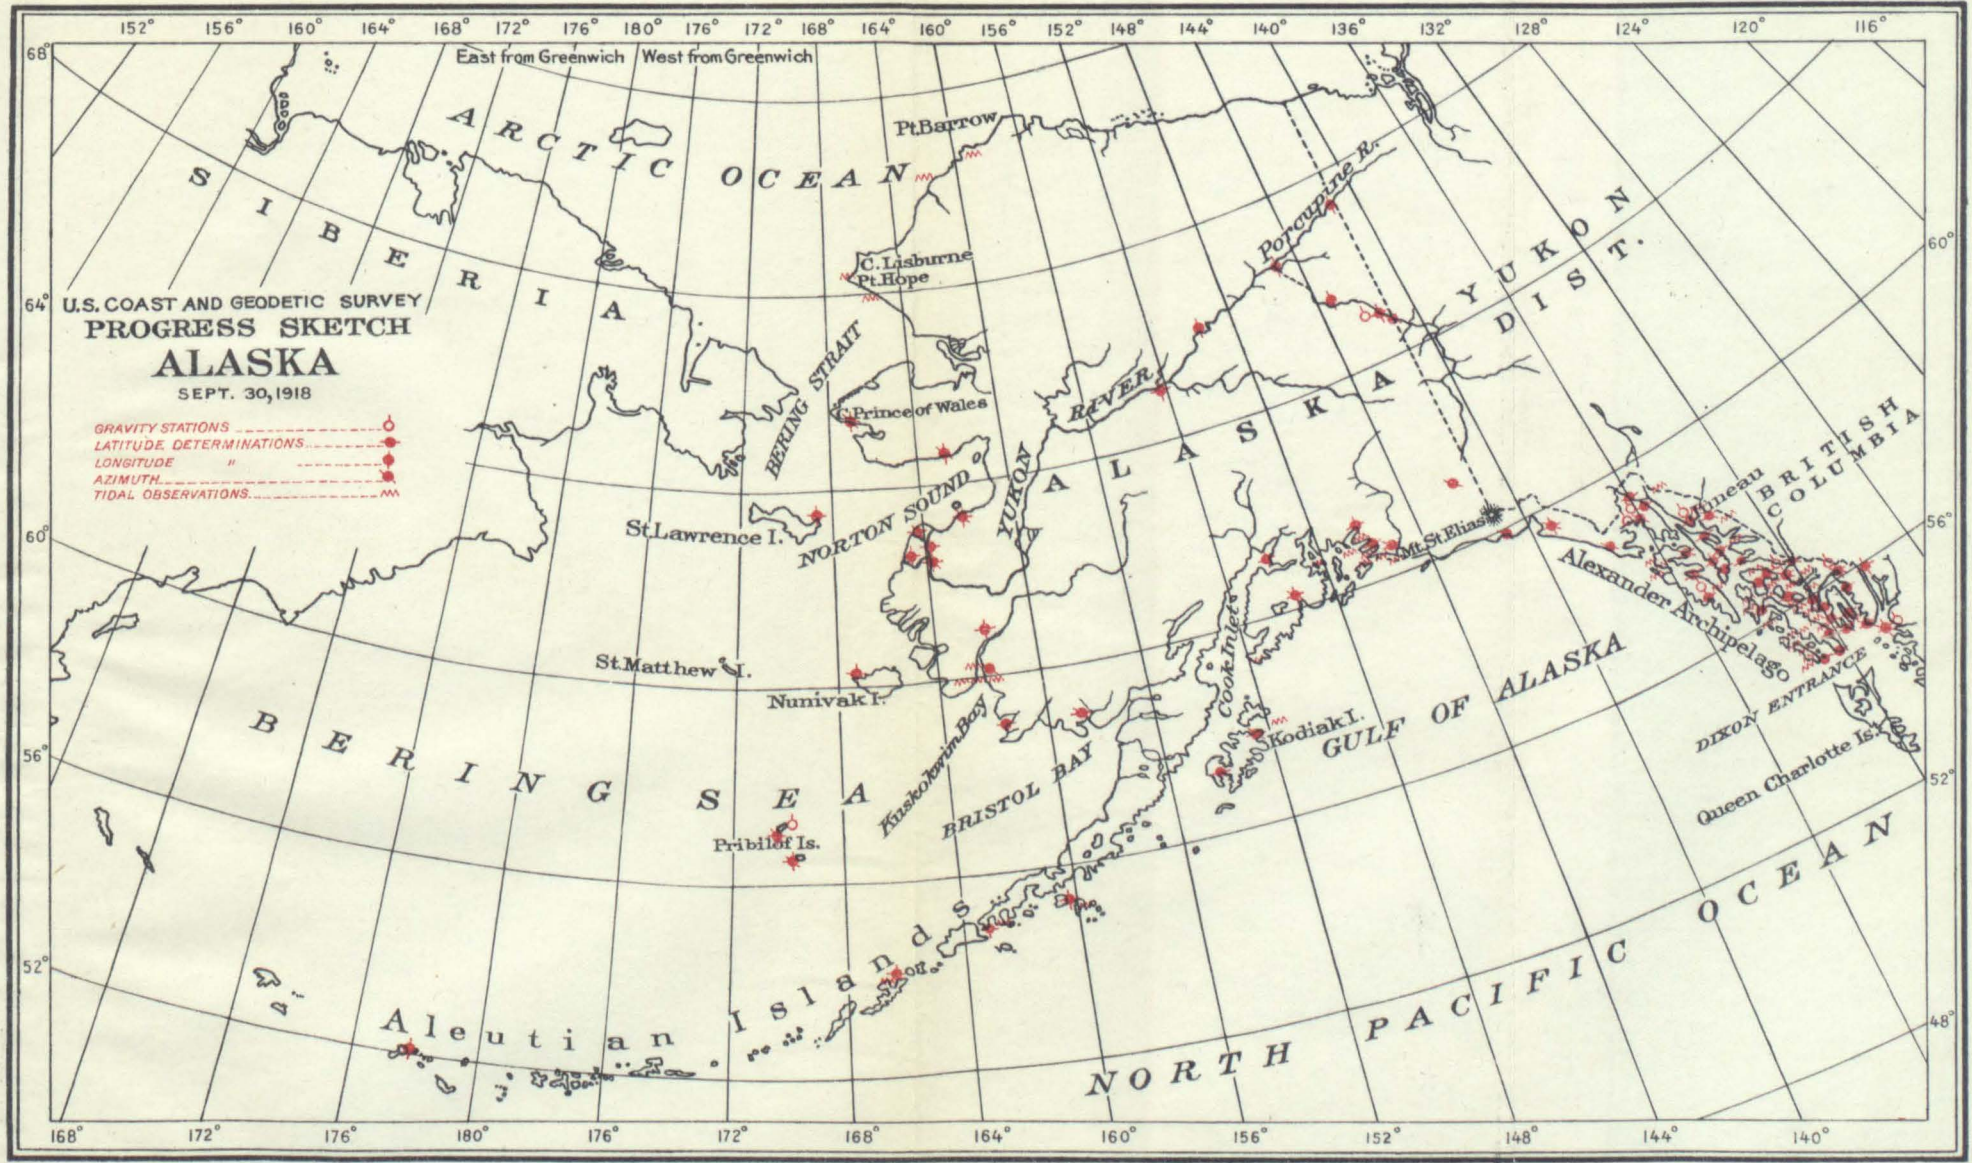 152° 156° 160° 164° 168° 172° 176° 180° 176° 172° 168° 164° 160° 156° 152° 148° 144° 140° 136° 132° 128° 124° 120° 116°
East from Greenwich West from Greenwich
68°
ARCTIC OCEAN
Pt.Barrow
SIBERIA
Porcupine R.
YUKON
DIST.
60°
C.Lisburne
Pt.Hope
64°
U.S. COAST AND GEODETIC SURVEY
PROGRESS SKETCH
ALASKA
SEPT. 30, 1918
GRAVITY STATIONS
LATITUDE DETERMINATIONS
LONGITUDE "
AZIMUTH
TIDAL OBSERVATIONS
BERING STRAIT
C.Prince of Wales
YUKON RIVER
ALASKA
BRITISH
COLUMBIA
Juneau
St.Lawrence I.
NORTON SOUND
Mt.St.Elias
56°
60°
Alexander Archipelago
St.Matthew I.
Nunivak I.
Cook Inlet
Kodiak I.
GULF OF ALASKA
DIXON ENTRANCE
Queen Charlotte Is.
52°
56°
BERING SEA
Kuskokwim Bay
BRISTOL BAY
Pribilof Is.
52°
Aleutian Islands
NORTH PACIFIC OCEAN
48°
168° 172° 176° 180° 176° 172° 168° 164° 160° 156° 152° 148° 144° 140°